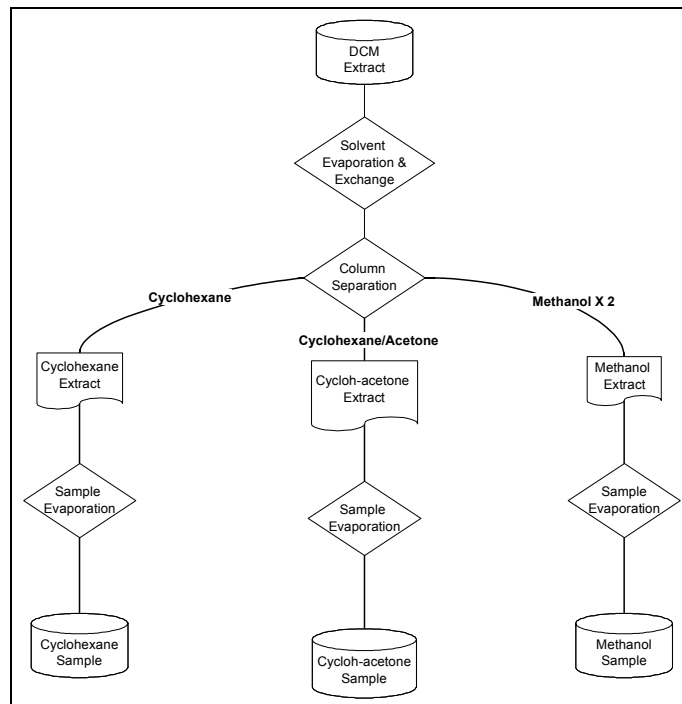 DCM
Extract
Solvent
Evaporation &
Exchange
Column
Separation
Cyclohexane
Methanol X 2
Cyclohexane/Acetone
Cyclohexane
Extract
Cycloh-acetone
Extract
Methanol
Extract
Sample
Evaporation
Sample
Evaporation
Sample
Evaporation
Cyclohexane
Sample
Cycloh-acetone
Sample
Methanol
Sample